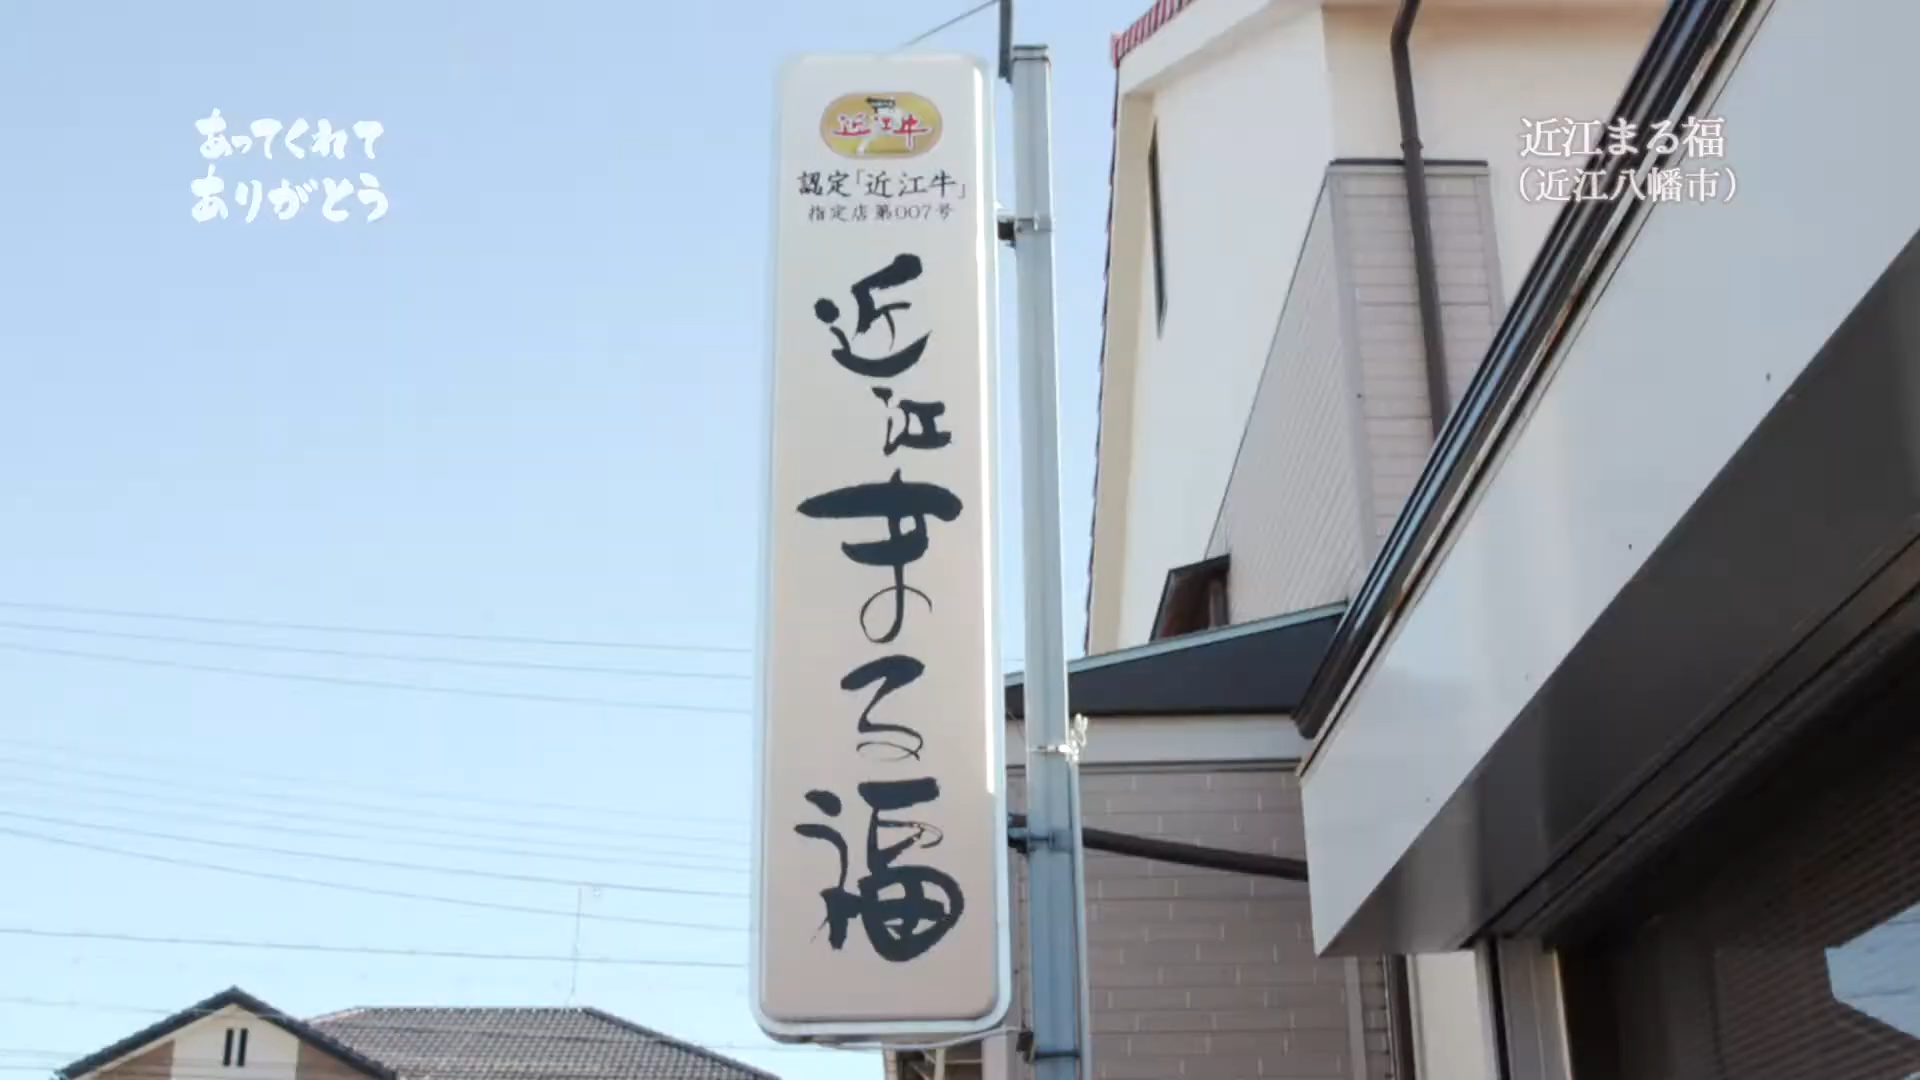 あってくれて
ありがとう
近江牛
認定「近江牛」
指定店第007号
近江まる福
近江まる福
（近江八幡市）